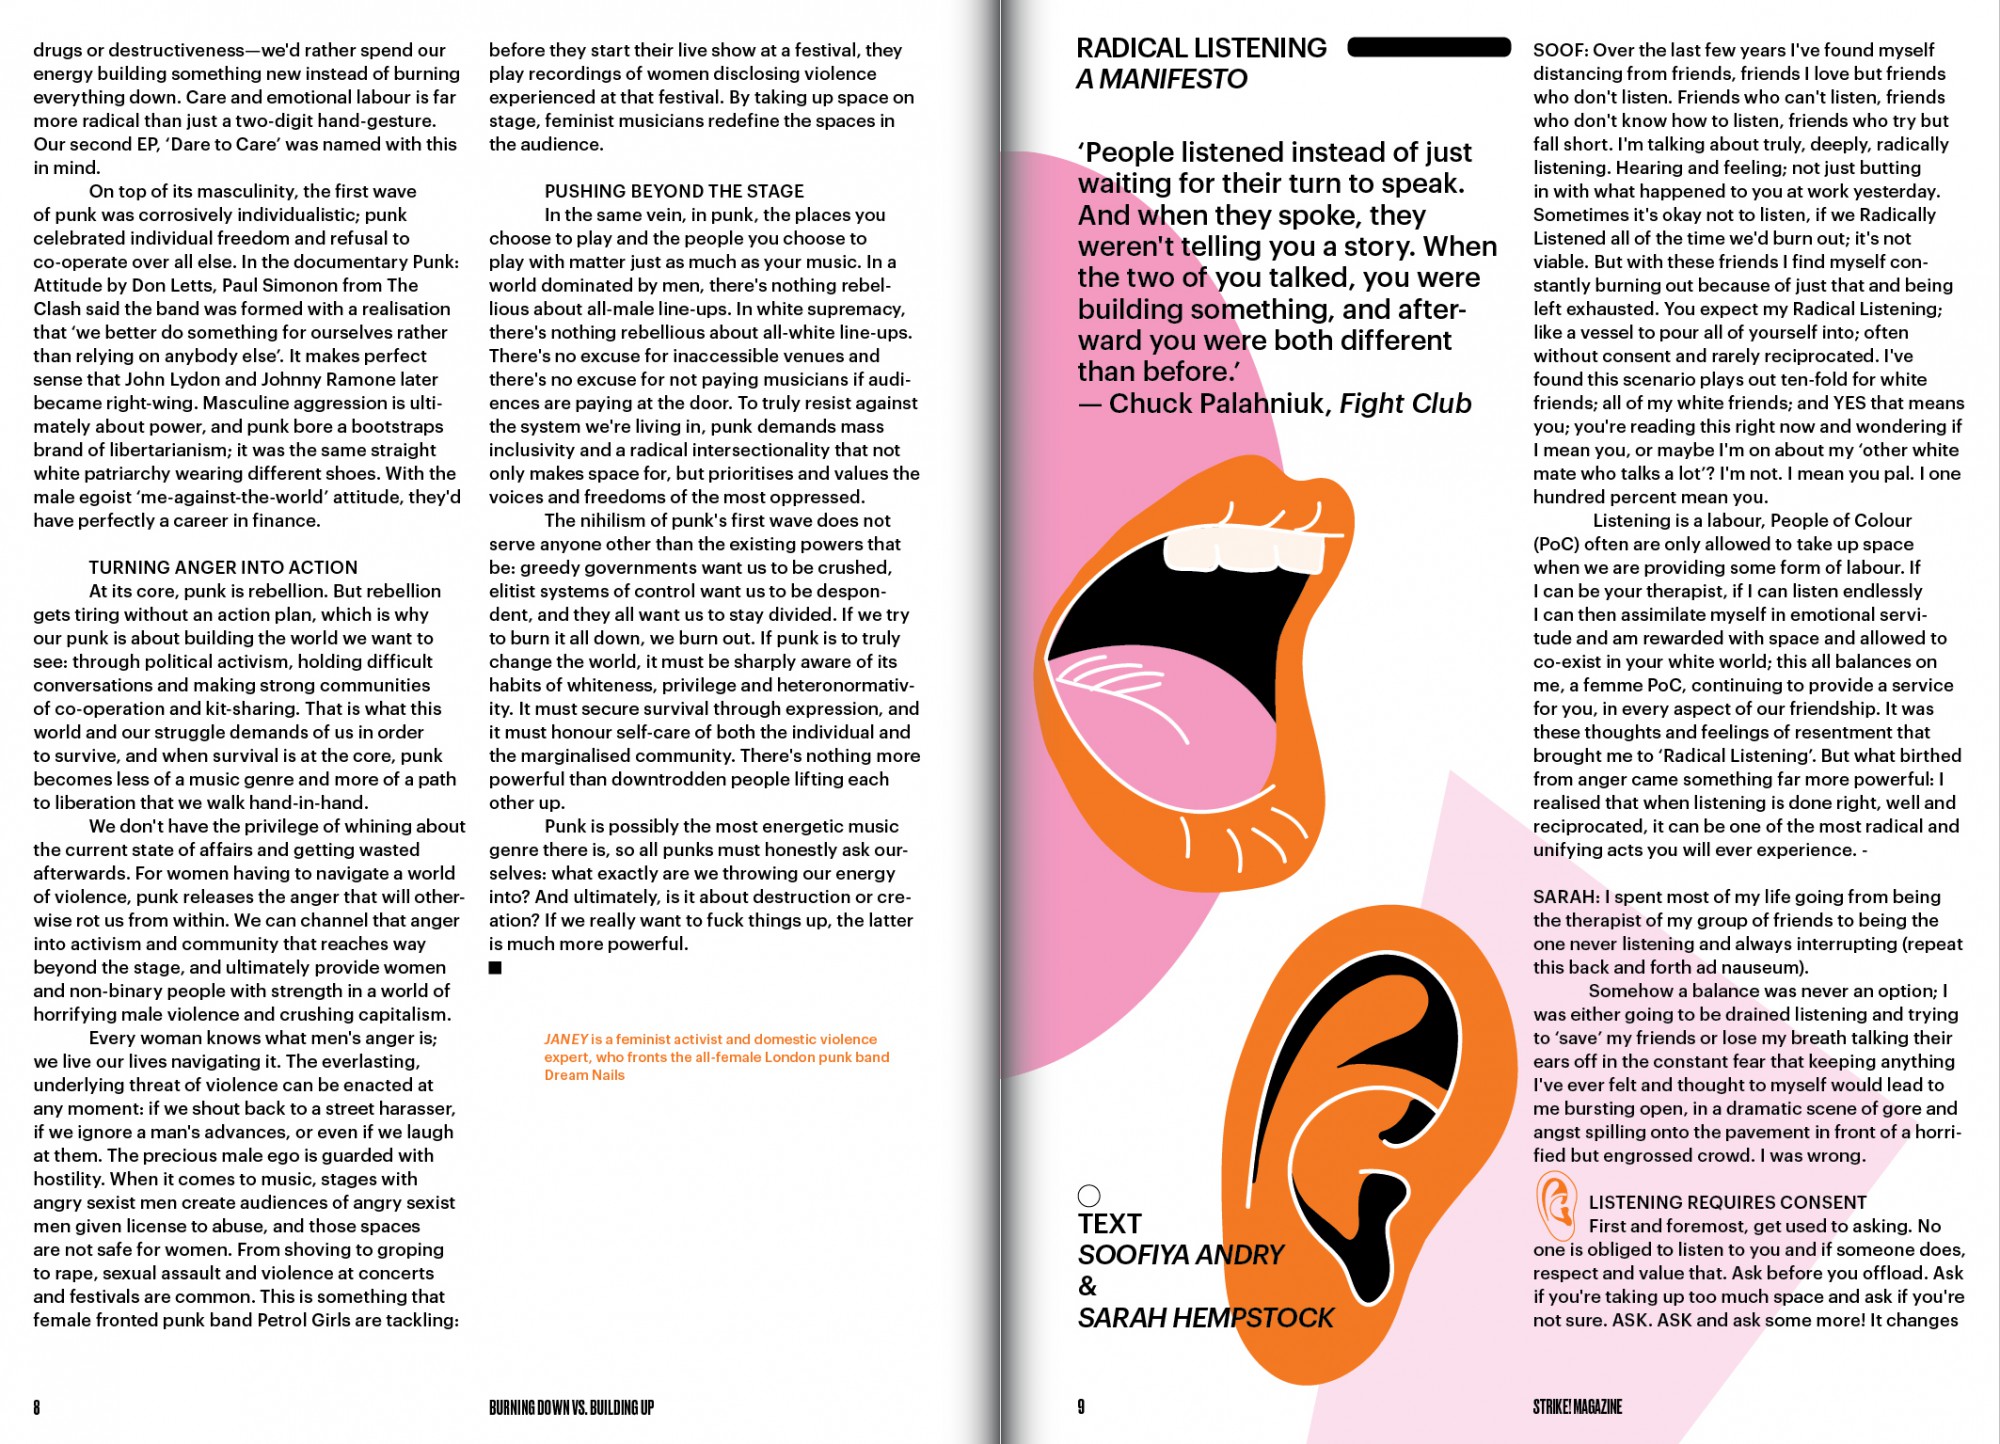 drugs or destructiveness—we'd rather spend our
energy building something new instead of burning
everything down. Care and emotional labour is far
more radical than just a two-digit hand-gesture.
Our second EP, ‘Dare to Care’ was named with this
in mind.
On top of its masculinity, the first wave
of punk was corrosively individualistic; punk
celebrated individual freedom and refusal to
co-operate over all else. In the documentary Punk:
Attitude by Don Letts, Paul Simonon from The
Clash said the band was formed with a realisation
that ‘we better do something for ourselves rather
than relying on anybody else’. It makes perfect
sense that John Lydon and Johnny Ramone later
became right-wing. Masculine aggression is ulti-
mately about power, and punk bore a bootstraps
brand of libertarianism; it was the same straight
white patriarchy wearing different shoes. With the
male egoist ‘me-against-the-world’ attitude, they'd
have perfectly a career in finance.
TURNING ANGER INTO ACTION
At its core, punk is rebellion. But rebellion
gets tiring without an action plan, which is why
our punk is about building the world we want to
see: through political activism, holding difficult
conversations and making strong communities
of co-operation and kit-sharing. That is what this
world and our struggle demands of us in order
to survive, and when survival is at the core, punk
becomes less of a music genre and more of a path
to liberation that we walk hand-in-hand.
We don't have the privilege of whining about
the current state of affairs and getting wasted
afterwards. For women having to navigate a world
of violence, punk releases the anger that will other-
wise rot us from within. We can channel that anger
into activism and community that reaches way
beyond the stage, and ultimately provide women
and non-binary people with strength in a world of
horrifying male violence and crushing capitalism.
Every woman knows what men's anger is;
we live our lives navigating it. The everlasting,
underlying threat of violence can be enacted at
any moment: if we shout back to a street harasser,
if we ignore a man's advances, or even if we laugh
at them. The precious male ego is guarded with
hostility. When it comes to music, stages with
angry sexist men create audiences of angry sexist
men given license to abuse, and those spaces
are not safe for women. From shoving to groping
to rape, sexual assault and violence at concerts
and festivals are common. This is something that
female fronted punk band Petrol Girls are tackling:
before they start their live show at a festival, they
play recordings of women disclosing violence
experienced at that festival. By taking up space on
stage, feminist musicians redefine the spaces in
the audience.
PUSHING BEYOND THE STAGE
In the same vein, in punk, the places you
choose to play and the people you choose to
play with matter just as much as your music. In a
world dominated by men, there's nothing rebel-
lious about all-male line-ups. In white supremacy,
there's nothing rebellious about all-white line-ups.
There's no excuse for inaccessible venues and
there's no excuse for not paying musicians if audi-
ences are paying at the door. To truly resist against
the system we're living in, punk demands mass
inclusivity and a radical intersectionality that not
only makes space for, but prioritises and values the
voices and freedoms of the most oppressed.
The nihilism of punk's first wave does not
serve anyone other than the existing powers that
be: greedy governments want us to be crushed,
elitist systems of control want us to be despon-
dent, and they all want us to stay divided. If we try
to burn it all down, we burn out. If punk is to truly
change the world, it must be sharply aware of its
habits of whiteness, privilege and heteronormativ-
ity. It must secure survival through expression, and
it must honour self-care of both the individual and
the marginalised community. There's nothing more
powerful than downtrodden people lifting each
other up.
Punk is possibly the most energetic music
genre there is, so all punks must honestly ask our-
selves: what exactly are we throwing our energy
into? And ultimately, is it about destruction or cre-
ation? If we really want to fuck things up, the latter
is much more powerful.
JANEY is a feminist activist and domestic violence
expert, who fronts the all-female London punk band
Dream Nails
8
BURNING DOWN VS. BUILDING UP
RADICAL LISTENING
A MANIFESTO
‘People listened instead of just
waiting for their turn to speak.
And when they spoke, they
weren't telling you a story. When
the two of you talked, you were
building something, and after-
ward you were both different
than before.’
— Chuck Palahniuk, Fight Club
TEXT
SOOFIYA ANDRY
&
SARAH HEMPSTOCK
SOOF: Over the last few years I've found myself
distancing from friends, friends I love but friends
who don't listen. Friends who can't listen, friends
who don't know how to listen, friends who try but
fall short. I'm talking about truly, deeply, radically
listening. Hearing and feeling; not just butting
in with what happened to you at work yesterday.
Sometimes it's okay not to listen, if we Radically
Listened all of the time we'd burn out; it's not
viable. But with these friends I find myself con-
stantly burning out because of just that and being
left exhausted. You expect my Radical Listening;
like a vessel to pour all of yourself into; often
without consent and rarely reciprocated. I've
found this scenario plays out ten-fold for white
friends; all of my white friends; and YES that means
you; you're reading this right now and wondering if
I mean you, or maybe I'm on about my ‘other white
mate who talks a lot’? I'm not. I mean you pal. I one
hundred percent mean you.
Listening is a labour, People of Colour
(PoC) often are only allowed to take up space
when we are providing some form of labour. If
I can be your therapist, if I can listen endlessly
I can then assimilate myself in emotional servi-
tude and am rewarded with space and allowed to
co-exist in your white world; this all balances on
me, a femme PoC, continuing to provide a service
for you, in every aspect of our friendship. It was
these thoughts and feelings of resentment that
brought me to ‘Radical Listening’. But what birthed
from anger came something far more powerful: I
realised that when listening is done right, well and
reciprocated, it can be one of the most radical and
unifying acts you will ever experience. -
SARAH: I spent most of my life going from being
the therapist of my group of friends to being the
one never listening and always interrupting (repeat
this back and forth ad nauseum).
Somehow a balance was never an option; I
was either going to be drained listening and trying
to ‘save’ my friends or lose my breath talking their
ears off in the constant fear that keeping anything
I've ever felt and thought to myself would lead to
me bursting open, in a dramatic scene of gore and
angst spilling onto the pavement in front of a horri-
fied but engrossed crowd. I was wrong.
LISTENING REQUIRES CONSENT
First and foremost, get used to asking. No
one is obliged to listen to you and if someone does,
respect and value that. Ask before you offload. Ask
if you're taking up too much space and ask if you're
not sure. ASK. ASK and ask some more! It changes
9
STRIKE! MAGAZINE